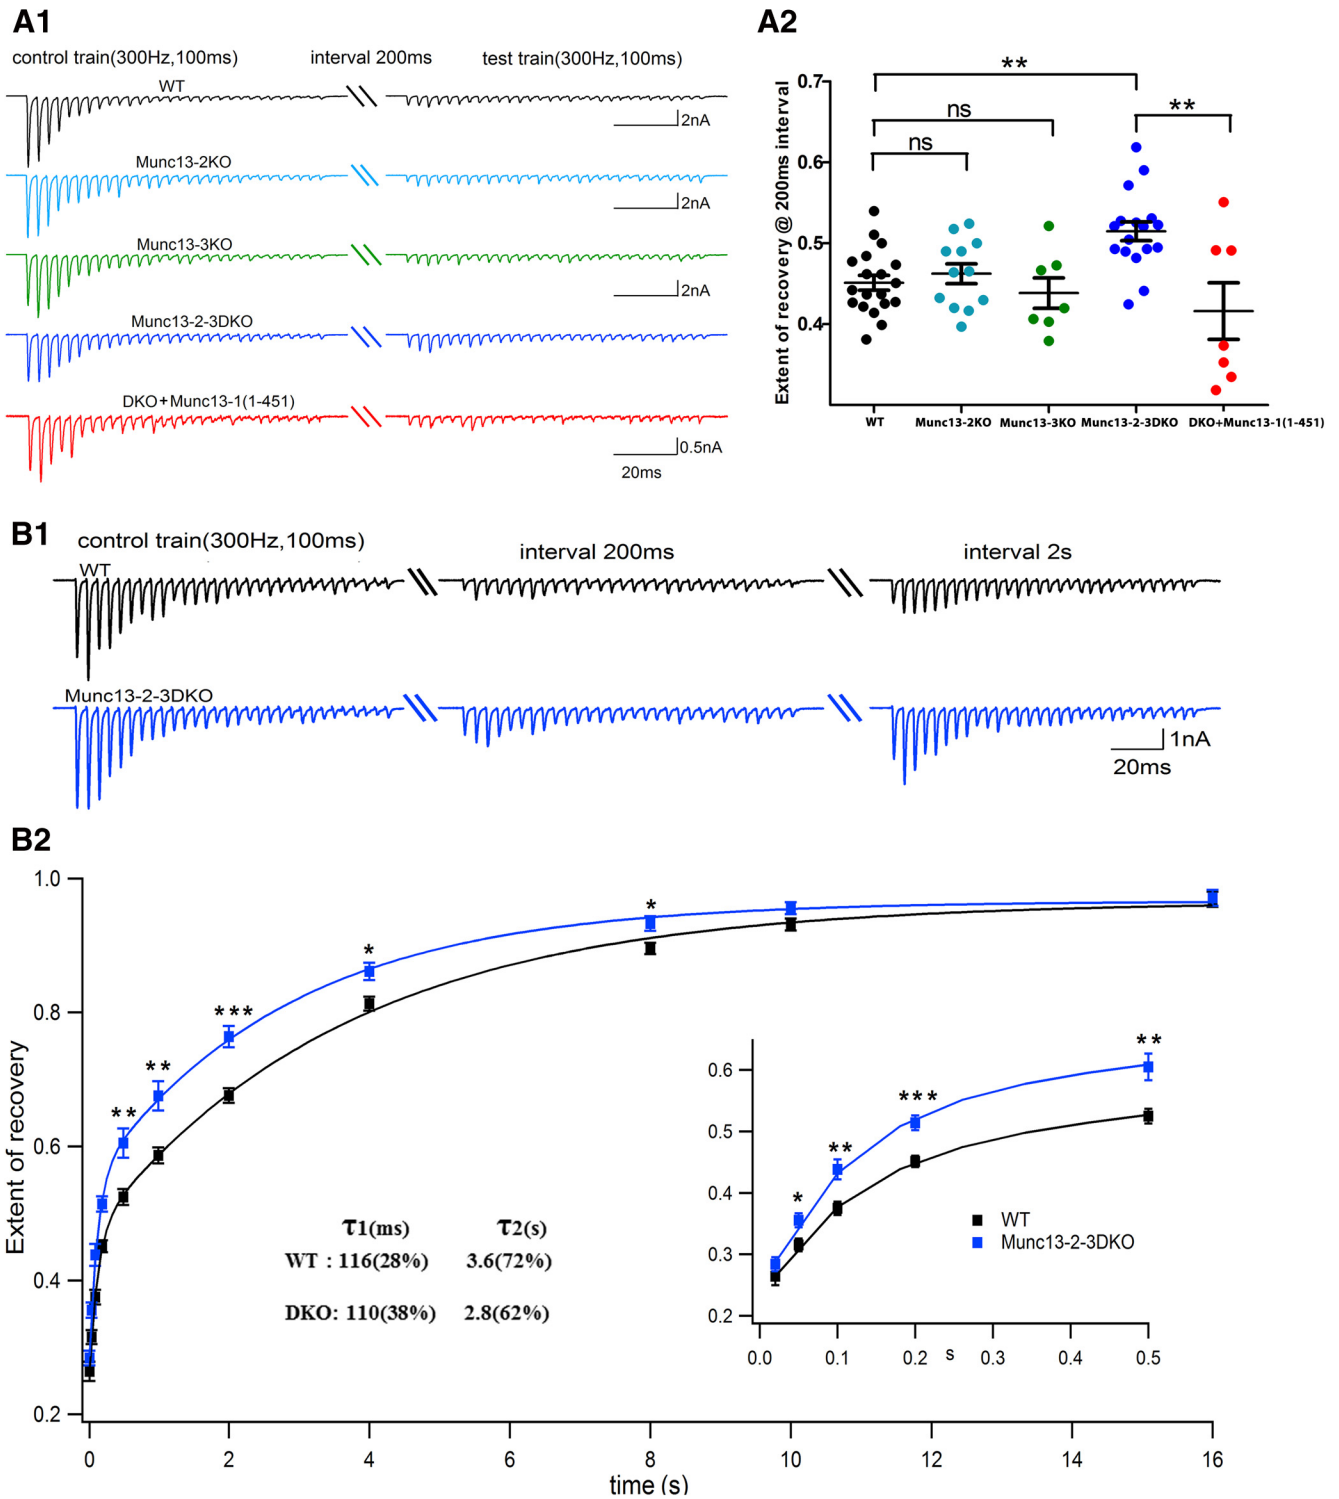 A1
control train(300Hz,100ms) interval 200ms test train(300Hz,100ms)
WT
2nA
Munc13-2KO
2nA
Munc13-3KO
2nA
Munc13-2-3DKO
DKO+Munc13-1(1-451)
0.5nA
20ms
A2
Extent of recovery @ 200ms interval
0.7
0.6
0.5
0.4
**
ns
**
ns
WT Munc13-2KO Munc13-3KO Munc13-2-3DKO DKO+Munc13-1(1-451)
B1
control train(300Hz,100ms) interval 200ms interval 2s
WT
Munc13-2-3DKO
1nA
20ms
B2
Extent of recovery
1.0
0.8
0.6
0.4
0.2
**
**
***
*
*
τ1(ms) τ2(s)
WT : 116(28%) 3.6(72%)
DKO: 110(38%) 2.8(62%)
0 2 4 6 8 10 12 14 16
time (s)
0.6
0.5
0.4
0.3
0.2
*
**
***
**
WT
Munc13-2-3DKO
0.0 0.1 0.2 s 0.3 0.4 0.5